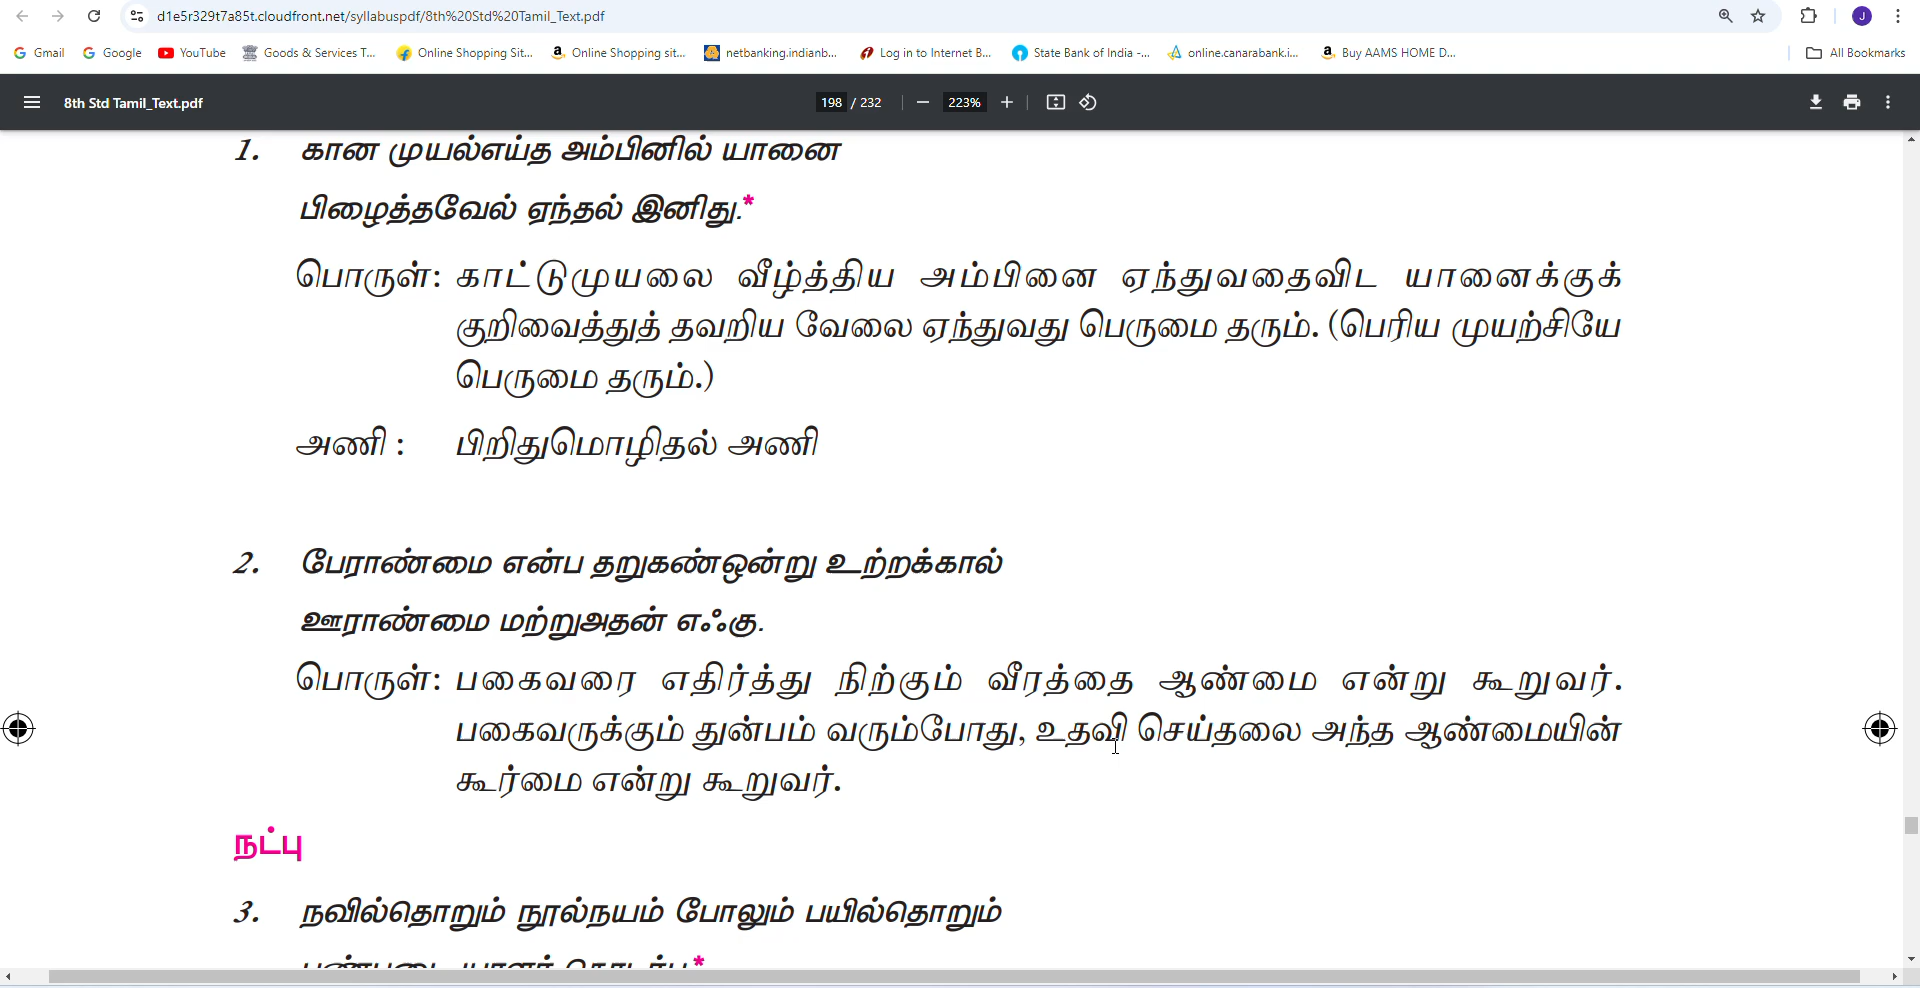 d1e5r329t7a85t.cloudfront.net/syllabuspdf/8th%20Std%20Tamil_Text.pdf
Gmail Google YouTube Goods & Services T... Online Shopping Sit... Online Shopping sit... netbanking.indianb... Log in to Internet B... State Bank of India -... online.canarabank.i... Buy AAMS HOME D... All Bookmarks
8th Std Tamil_Text.pdf 198 / 232 223%
1. கான முயல்எய்த அம்பினில் யானை
பிழைத்தவேல் ஏந்தல் இனிது.*
பொருள்: காட்டுமுயலை வீழ்த்திய அம்பினை ஏந்துவதைவிட யானைக்குக்
குறிவைத்துத் தவறிய வேலை ஏந்துவது பெருமை தரும். (பெரிய முயற்சியே
பெருமை தரும்.)
அணி : பிறிதுமொழிதல் அணி
2. பேராண்மை என்ப தறுகண்ஒன்று உற்றக்கால்
ஊராண்மை மற்றுஅதன் எஃகு.
பொருள்: பகைவரை எதிர்த்து நிற்கும் வீரத்தை ஆண்மை என்று கூறுவர்.
பகைவருக்கும் துன்பம் வரும்போது, உதவி செய்தலை அந்த ஆண்மையின்
கூர்மை என்று கூறுவர்.
நட்பு
3. நவில்தொறும் நூல்நயம் போலும் பயில்தொறும்